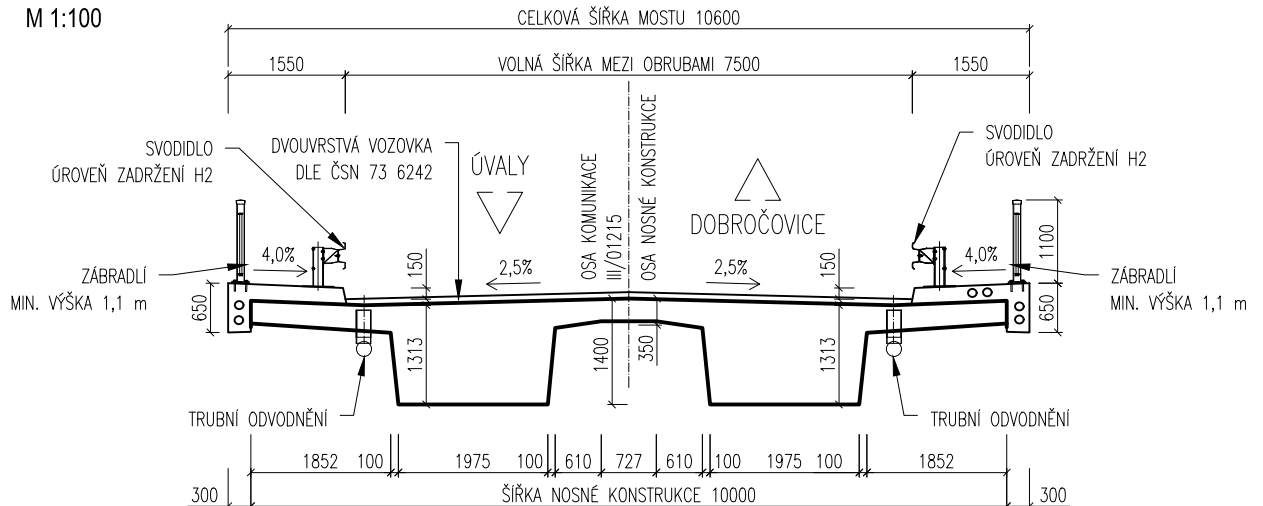 M 1:100
CELKOVÁ ŠÍŘKA MOSTU 10600
1550
VOLNÁ ŠÍŘKA MEZI OBRUBAMI 7500
1550
SVODIDLO
ÚROVEŇ ZADRŽENÍ H2
DVOUVRSTVÁ VOZOVKA
DLE ČSN 73 6242
ÚVALY
OSA KOMUNIKACE
III/01215
OSA NOSNÉ KONSTRUKCE
DOBROČOVICE
SVODIDLO
ÚROVEŇ ZADRŽENÍ H2
ZÁBRADLÍ
MIN. VÝŠKA 1,1 m
4,0%
150
2,5%
2,5%
150
4,0%
1100
ZÁBRADLÍ
MIN. VÝŠKA 1,1 m
650
1313
1400
350
1313
650
TRUBNÍ ODVODNĚNÍ
TRUBNÍ ODVODNĚNÍ
1852 100 1975 100 610 727 610 100 1975 100 1852
300
ŠÍŘKA NOSNÉ KONSTRUKCE 10000
300